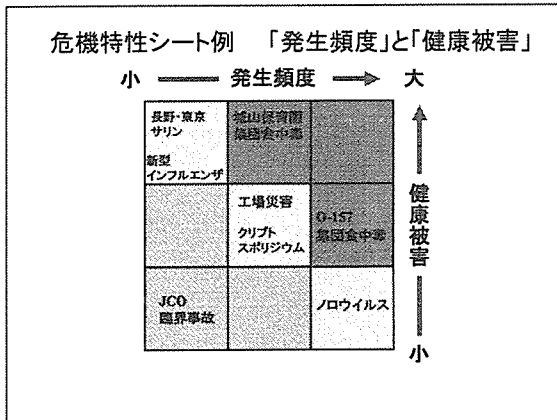 危機特性シート例 「発生頻度」と「健康被害」
小 発生頻度 大
長野・東京
サリン
新型
インフルエンザ
集団食中毒
工場災害
クリプト
スポリジウム
O-157
集団食中毒
JCO
臨界事故
ノロウイルス
健康被害
小